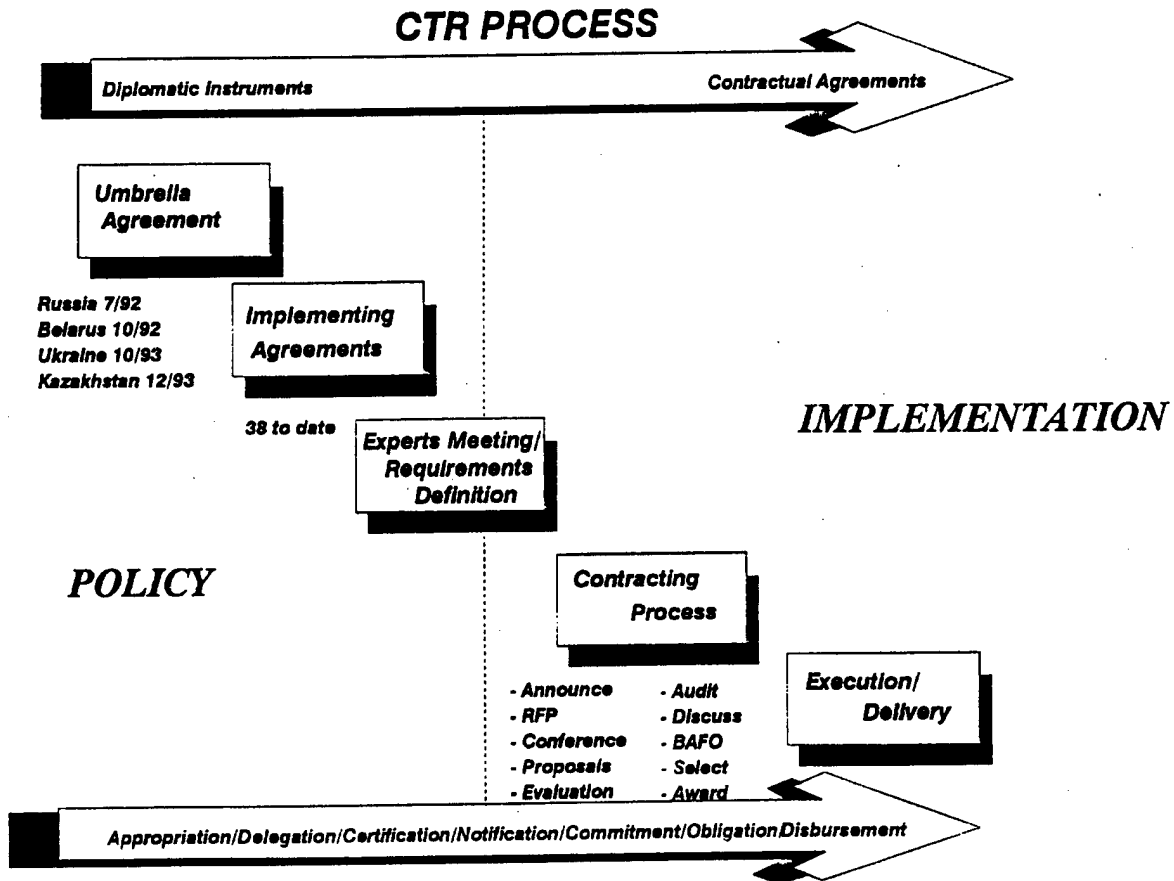 CTR PROCESS
Diplomatic Instruments
Contractual Agreements
Umbrella
Agreement
Russia 7/92
Belarus 10/92
Ukraine 10/93
Kazakhstan 12/93
Implementing
Agreements
38 to date
Experts Meeting/
Requirements
Definition
IMPLEMENTATION
POLICY
Contracting
Process
- Announce
- RFP
- Conference
- Proposals
- Evaluation
- Audit
- Discuss
- BAFO
- Select
- Award
Execution/
Delivery
Appropriation/Delegation/Certification/Notification/Commitment/Obligation/Disbursement